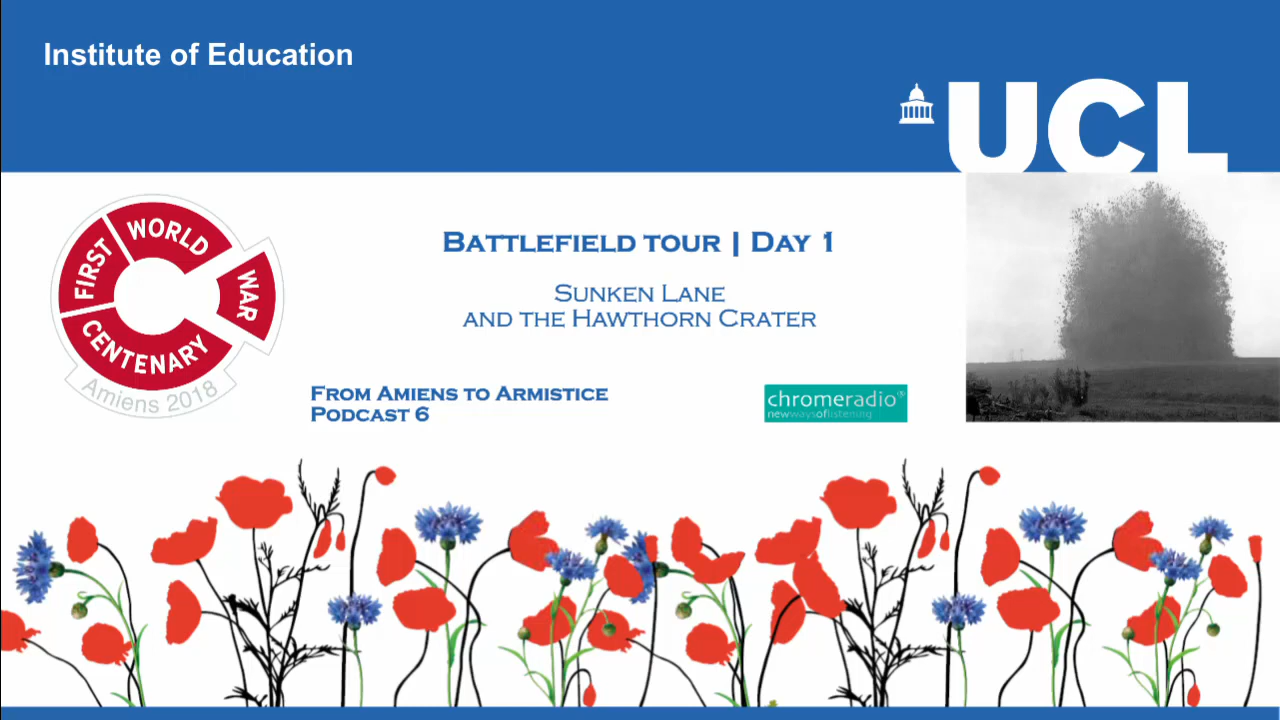 Institute of Education
UCL
FIRST WORLD WAR CENTENARY
Amiens 2018
BATTLEFIELD TOUR | DAY 1
SUNKEN LANE
AND THE HAWTHORN CRATER
FROM AMIENS TO ARMISTICE
PODCAST 6
chromeradio®
newwaysoflistening